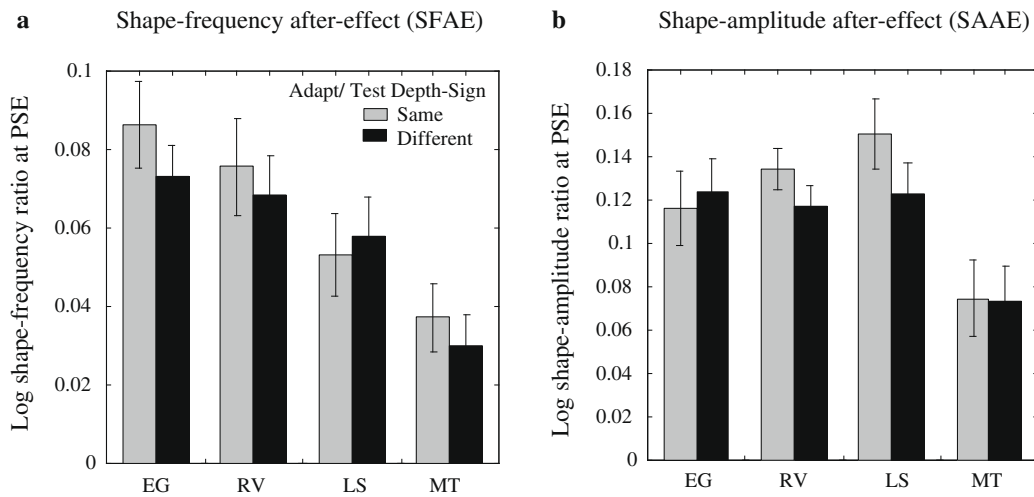 a Shape-frequency after-effect (SFAE)
Log shape-frequency ratio at PSE
0.1
0.08
0.06
0.04
0.02
0
Adapt/ Test Depth-Sign
Same
Different
EG RV LS MT
b Shape-amplitude after-effect (SAAE)
Log shape-amplitude ratio at PSE
0.18
0.16
0.14
0.12
0.1
0.08
0.06
0.04
0.02
0
EG RV LS MT